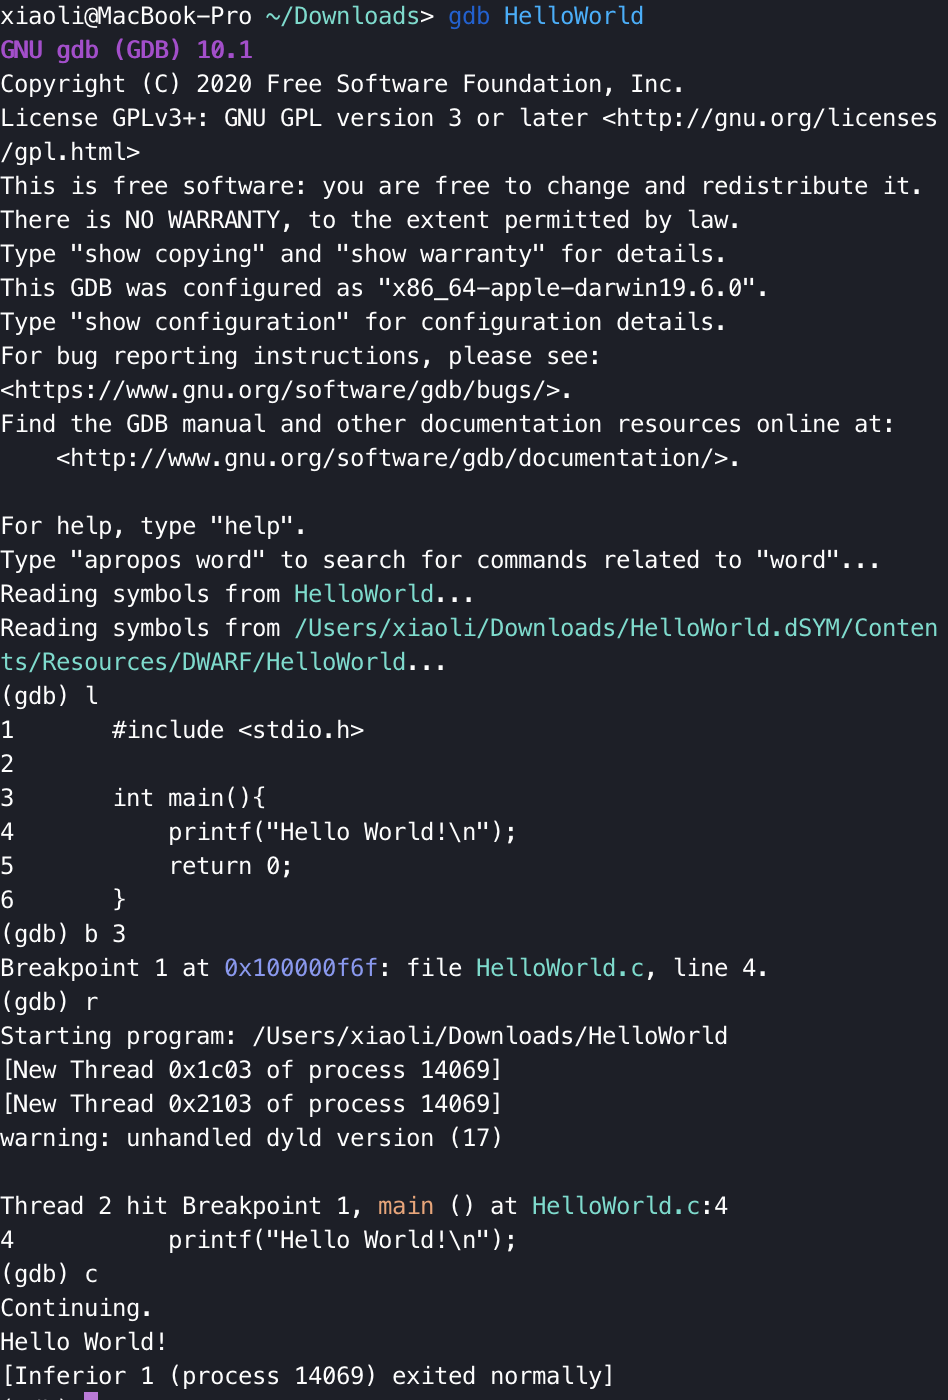 xiaoli@MacBook-Pro ~/Downloads> gdb HelloWorld
GNU gdb (GDB) 10.1
Copyright (C) 2020 Free Software Foundation, Inc.
License GPLv3+: GNU GPL version 3 or later <http://gnu.org/licenses
/gpl.html>
This is free software: you are free to change and redistribute it.
There is NO WARRANTY, to the extent permitted by law.
Type "show copying" and "show warranty" for details.
This GDB was configured as "x86_64-apple-darwin19.6.0".
Type "show configuration" for configuration details.
For bug reporting instructions, please see:
<https://www.gnu.org/software/gdb/bugs/>.
Find the GDB manual and other documentation resources online at:
    <http://www.gnu.org/software/gdb/documentation/>.

For help, type "help".
Type "apropos word" to search for commands related to "word"...
Reading symbols from HelloWorld...
Reading symbols from /Users/xiaoli/Downloads/HelloWorld.dSYM/Conten
ts/Resources/DWARF/HelloWorld...
(gdb) l
1       #include <stdio.h>
2
3       int main(){
4           printf("Hello World!\n");
5           return 0;
6       }
(gdb) b 3
Breakpoint 1 at 0x100000f6f: file HelloWorld.c, line 4.
(gdb) r
Starting program: /Users/xiaoli/Downloads/HelloWorld
[New Thread 0x1c03 of process 14069]
[New Thread 0x2103 of process 14069]
warning: unhandled dyld version (17)

Thread 2 hit Breakpoint 1, main () at HelloWorld.c:4
4           printf("Hello World!\n");
(gdb) c
Continuing.
Hello World!
[Inferior 1 (process 14069) exited normally]